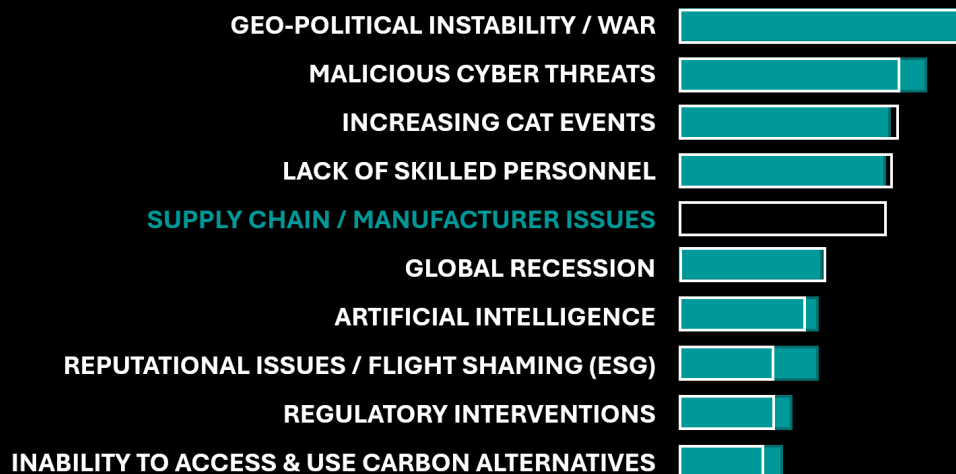 GEO-POLITICAL INSTABILITY / WAR
MALICIOUS CYBER THREATS
INCREASING CAT EVENTS
LACK OF SKILLED PERSONNEL
SUPPLY CHAIN / MANUFACTURER ISSUES
GLOBAL RECESSION
ARTIFICIAL INTELLIGENCE
REPUTATIONAL ISSUES / FLIGHT SHAMING (ESG)
REGULATORY INTERVENTIONS
INABILITY TO ACCESS & USE CARBON ALTERNATIVES